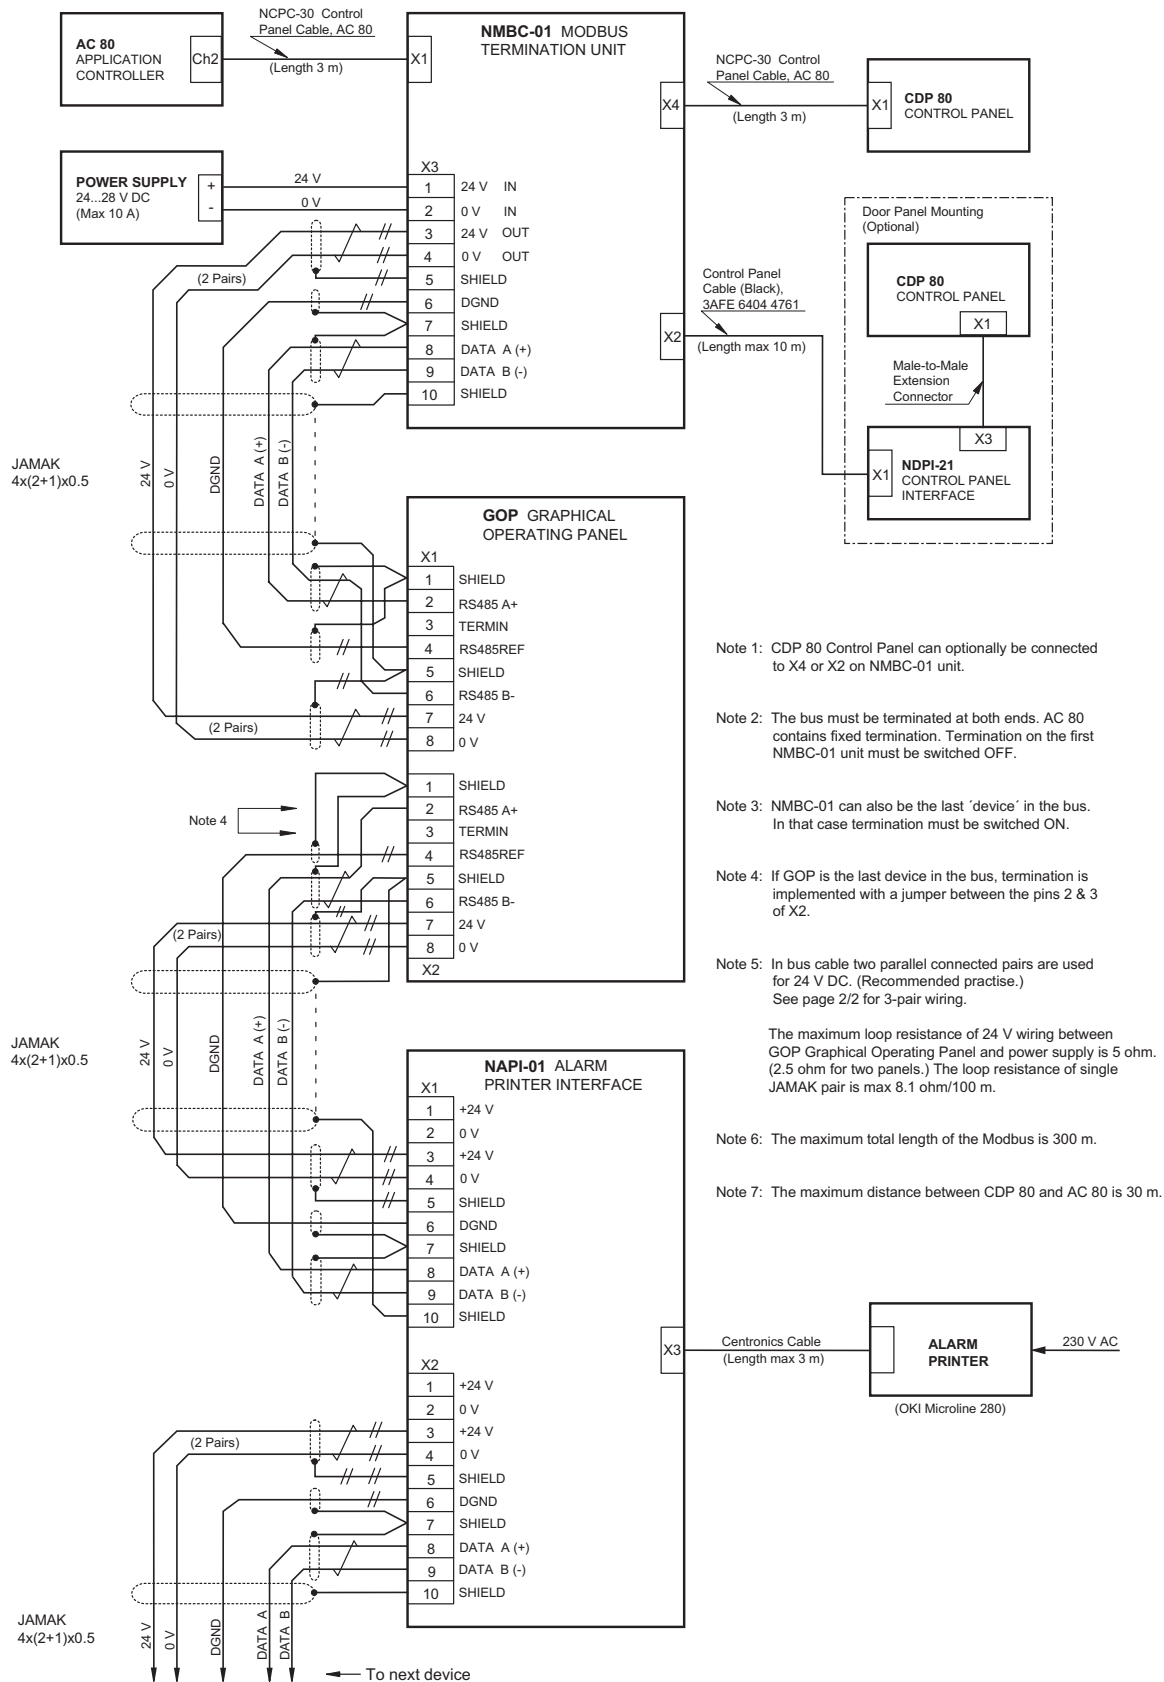 NCPC-30 Control
Panel Cable, AC 80
(Length 3 m)
AC 80
APPLICATION
CONTROLLER
Ch2
X1
NMBC-01 MODBUS
TERMINATION UNIT
X4
NCPC-30 Control
Panel Cable, AC 80
(Length 3 m)
X1
CDP 80
CONTROL PANEL
POWER SUPPLY
24...28 V DC
(Max 10 A)
+
-
24 V
0 V
X3
1 24 V IN
2 0 V IN
3 24 V OUT
4 0 V OUT
5 SHIELD
6 DGND
7 SHIELD
8 DATA A (+)
9 DATA B (-)
10 SHIELD
(2 Pairs)
X2
Control Panel
Cable (Black),
3AFE 6404 4761
(Length max 10 m)
Door Panel Mounting
(Optional)
CDP 80
CONTROL PANEL
X1
Male-to-Male
Extension
Connector
X3
X1
NDPI-21
CONTROL PANEL
INTERFACE
JAMAK
4x(2+1)x0.5
24 V
0 V
DGND
DATA A (+)
DATA B (-)
GOP GRAPHICAL
OPERATING PANEL
X1
1 SHIELD
2 RS485 A+
3 TERMIN
4 RS485REF
5 SHIELD
6 RS485 B-
7 24 V
8 0 V
(2 Pairs)
1 SHIELD
2 RS485 A+
3 TERMIN
4 RS485REF
5 SHIELD
6 RS485 B-
7 24 V
8 0 V
X2
Note 4
(2 Pairs)
Note 1: CDP 80 Control Panel can optionally be connected
to X4 or X2 on NMBC-01 unit.
Note 2: The bus must be terminated at both ends. AC 80
contains fixed termination. Termination on the first
NMBC-01 unit must be switched OFF.
Note 3: NMBC-01 can also be the last ´device´ in the bus.
In that case termination must be switched ON.
Note 4: If GOP is the last device in the bus, termination is
implemented with a jumper between the pins 2 & 3
of X2.
Note 5: In bus cable two parallel connected pairs are used
for 24 V DC. (Recommended practise.)
See page 2/2 for 3-pair wiring.
The maximum loop resistance of 24 V wiring between
GOP Graphical Operating Panel and power supply is 5 ohm.
(2.5 ohm for two panels.) The loop resistance of single
JAMAK pair is max 8.1 ohm/100 m.
Note 6: The maximum total length of the Modbus is 300 m.
Note 7: The maximum distance between CDP 80 and AC 80 is 30 m.
JAMAK
4x(2+1)x0.5
24 V
0 V
DGND
DATA A (+)
DATA B (-)
NAPI-01 ALARM
PRINTER INTERFACE
X1
1 +24 V
2 0 V
3 +24 V
4 0 V
5 SHIELD
6 DGND
7 SHIELD
8 DATA A (+)
9 DATA B (-)
10 SHIELD
X3
Centronics Cable
(Length max 3 m)
ALARM
PRINTER
230 V AC
(OKI Microline 280)
X2
1 +24 V
2 0 V
3 +24 V
4 0 V
5 SHIELD
6 DGND
7 SHIELD
8 DATA A (+)
9 DATA B (-)
10 SHIELD
(2 Pairs)
JAMAK
4x(2+1)x0.5
24 V
0 V
DGND
DATA A
DATA B
To next device